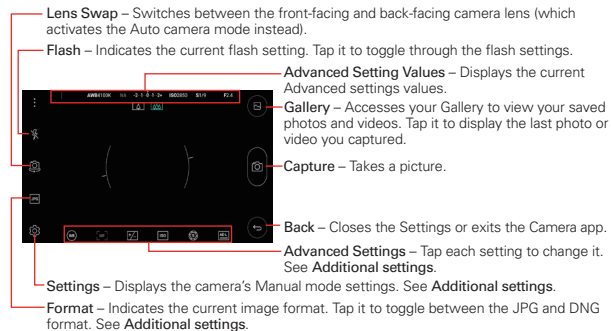 Lens Swap – Switches between the front-facing and back-facing camera lens (which
activates the Auto camera mode instead).
Flash – Indicates the current flash setting. Tap it to toggle through the flash settings.
Advanced Setting Values – Displays the current
Advanced settings values.
AWB4100K N/A -2·1·0·1·2+ ISO2850 S1/9 F2.4
Gallery – Accesses your Gallery to view your saved
photos and videos. Tap it to display the last photo or
video you captured.
Capture – Takes a picture.
JPG
Back – Closes the Settings or exits the Camera app.
WB MF +/- ISO AE-L
Advanced Settings – Tap each setting to change it.
See Additional settings.
Settings – Displays the camera's Manual mode settings. See Additional settings.
Format – Indicates the current image format. Tap it to toggle between the JPG and DNG
format. See Additional settings.